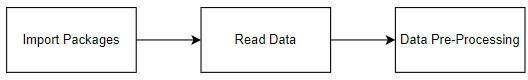 Import Packages
Read Data
Data Pre-Processing